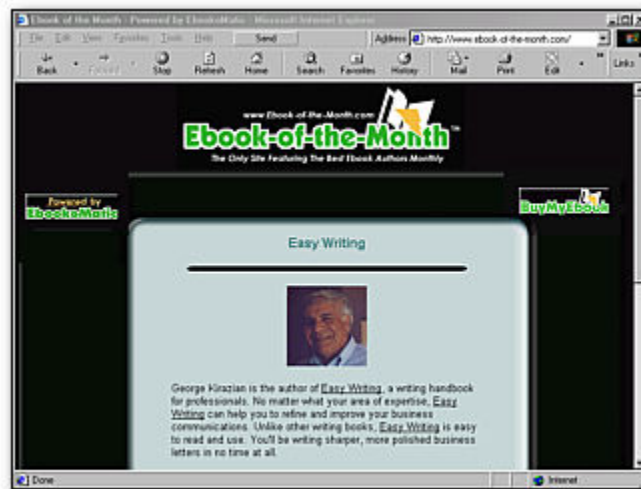 Ebook of the Month - Powered by EbookoMatic - Microsoft Internet Explorer
File Edit View Favorites Tools Help Send Address http://www.ebook-of-the-month.com/
Back Forward Stop Refresh Home Search Favorites History Mail Print Edit Links
www.Ebook-of-the-Month.com
Ebook-of-the-Month™
The Only Site Featuring The Best Ebook Authors Monthly
Powered by
EbookoMatic
BuyMyEbook
Easy Writing
George Kirazian is the author of Easy Writing, a writing handbook
for professionals. No matter what your area of expertise, Easy
Writing can help you to refine and improve your business
communications. Unlike other writing books, Easy Writing is easy
to read and use. You'll be writing sharper, more polished business
letters in no time at all.
Done Internet